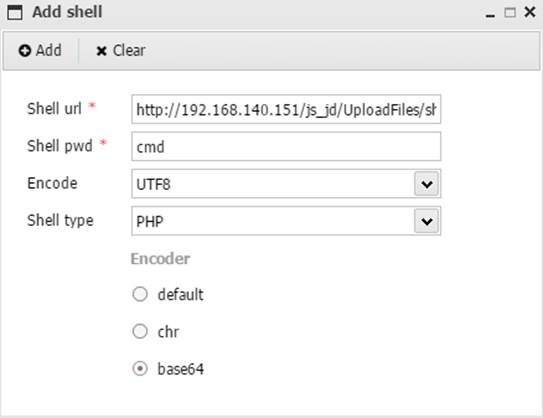 Add shell
Add Clear
Shell url * http://192.168.140.151/js_jd/UploadFiles/sh
Shell pwd * cmd
Encode UTF8
Shell type PHP
Encoder
default
chr
base64